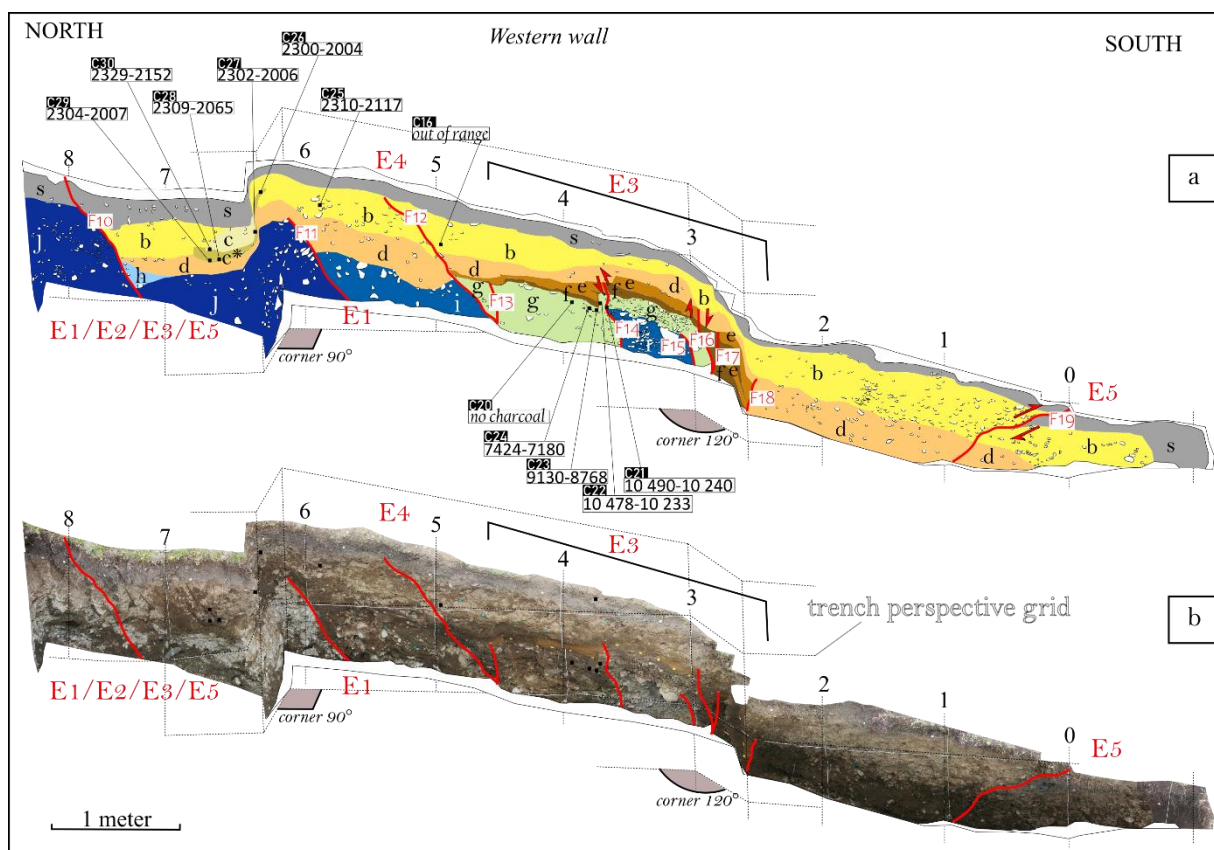 NORTH
Western wall
SOUTH
C26
2300-2004
C30
2329-2152
C27
2302-2006
C29
2304-2007
C28
2309-2065
C25
2310-2117
C16
out of range
a
8
7
6
5
4
3
2
1
0
E4
E3
E5
s
s
s
s
F10
F11
F12
F13
F14
F15
F16
F17
F18
F19
J
b
c
c*
d
h
J
b
d
i
b
d
g
g
f
e
f
e
g
i
b
e
f
e
b
d
d
b
E1/E2/E3/E5
E1
corner 90°
corner 120°
C20
no charcoal
C24
7424-7180
C23
9130-8768
C22
10 478-10 233
C21
10 490-10 240
8
7
6
5
4
3
2
1
0
E4
E3
E5
trench perspective grid
b
E1/E2/E3/E5
E1
corner 90°
corner 120°
1 meter